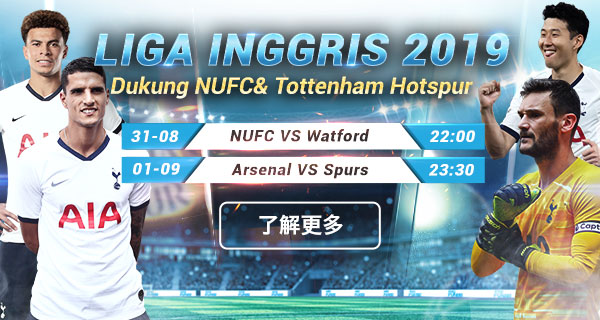 LIGA INGGRIS 2019
Dukung NUFC& Tottenham Hotspur
31-08 NUFC VS Watford 22:00
01-09 Arsenal VS Spurs 23:30
了解更多
AIA
AIA
Capt